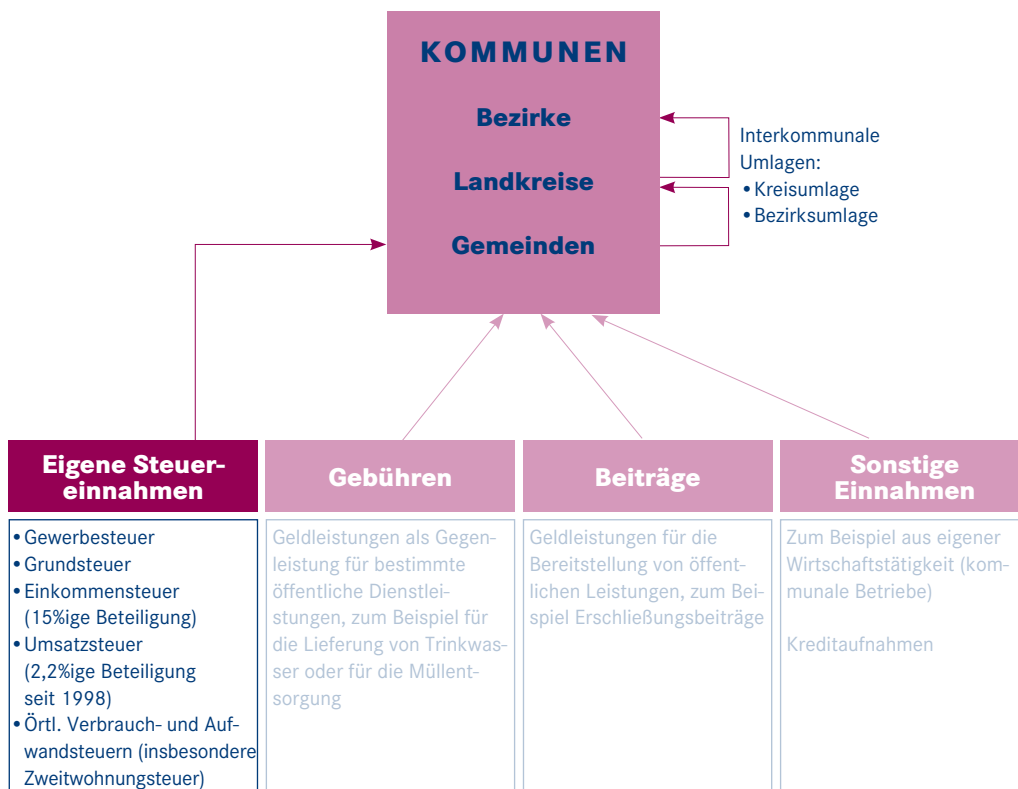 KOMMUNEN
Bezirke
Landkreise
Gemeinden
Interkommunale
Umlagen:
• Kreisumlage
• Bezirksumlage
Eigene Steuer-
einnahmen
• Gewerbesteuer
• Grundsteuer
• Einkommensteuer
(15%ige Beteiligung)
• Umsatzsteuer
(2,2%ige Beteiligung
seit 1998)
• Örtl. Verbrauch- und Auf-
wandsteuern (insbesondere
Zweitwohnungsteuer)
Gebühren
Geldleistungen als Gegen-
leistung für bestimmte
öffentliche Dienstlei-
stungen, zum Beispiel für
die Lieferung von Trinkwas-
ser oder für die Müllent-
sorgung
Beiträge
Geldleistungen für die
Bereitstellung von öffent-
lichen Leistungen, zum Bei-
spiel Erschließungsbeiträge
Sonstige
Einnahmen
Zum Beispiel aus eigener
Wirtschaftstätigkeit (kom-
munale Betriebe)
Kreditaufnahmen